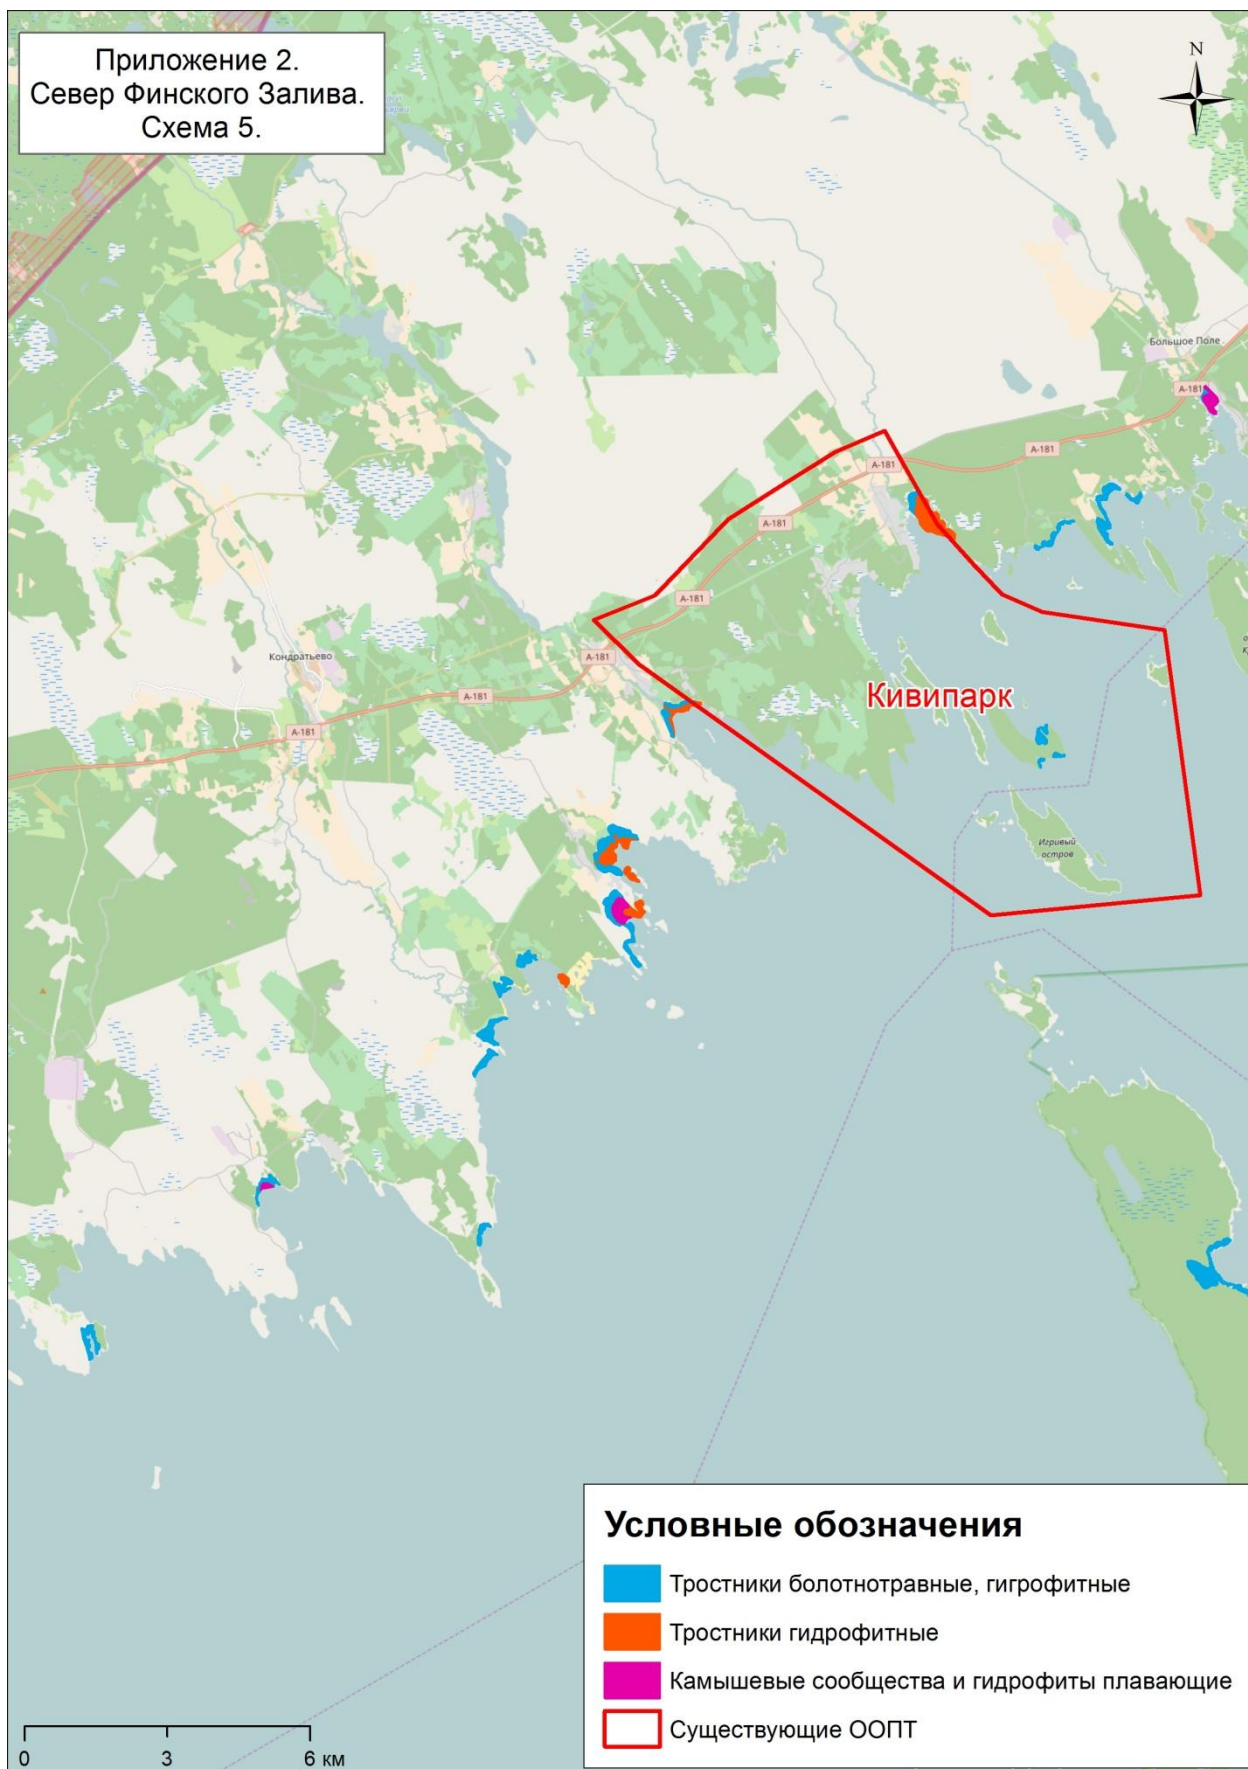 Приложение 2.
Север Финского Залива.
Схема 5.
N
Большое Поле
А-181
А-181
А-181
А-181
А-181
А-181
Кондратьево
А-181
А-181
Кивипарк
Игривый
остров
Условные обозначения
Тростники болотнотравные, гигрофитные
Тростники гидрофитные
Камышевые сообщества и гидрофиты плавающие
Существующие ООПТ
0 3 6 км